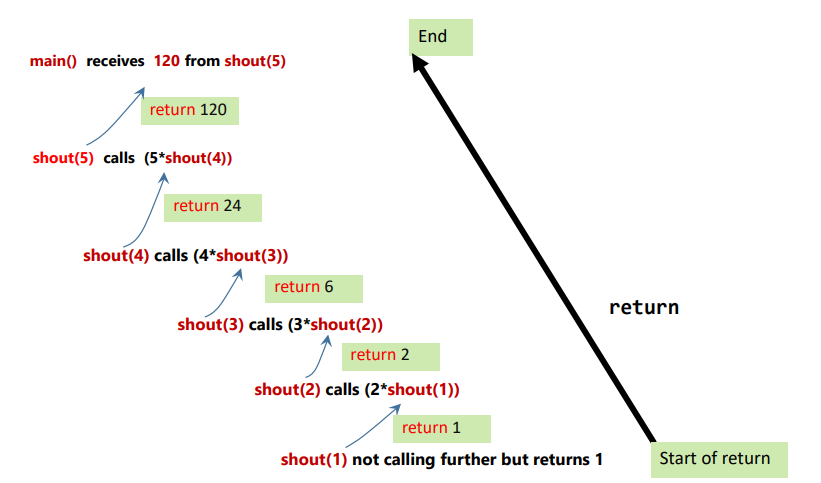 End
main() receives 120 from shout(5)
return 120
shout(5) calls (5*shout(4))
return 24
shout(4) calls (4*shout(3))
return 6
return
shout(3) calls (3*shout(2))
return 2
shout(2) calls (2*shout(1))
return 1
shout(1) not calling further but returns 1
Start of return